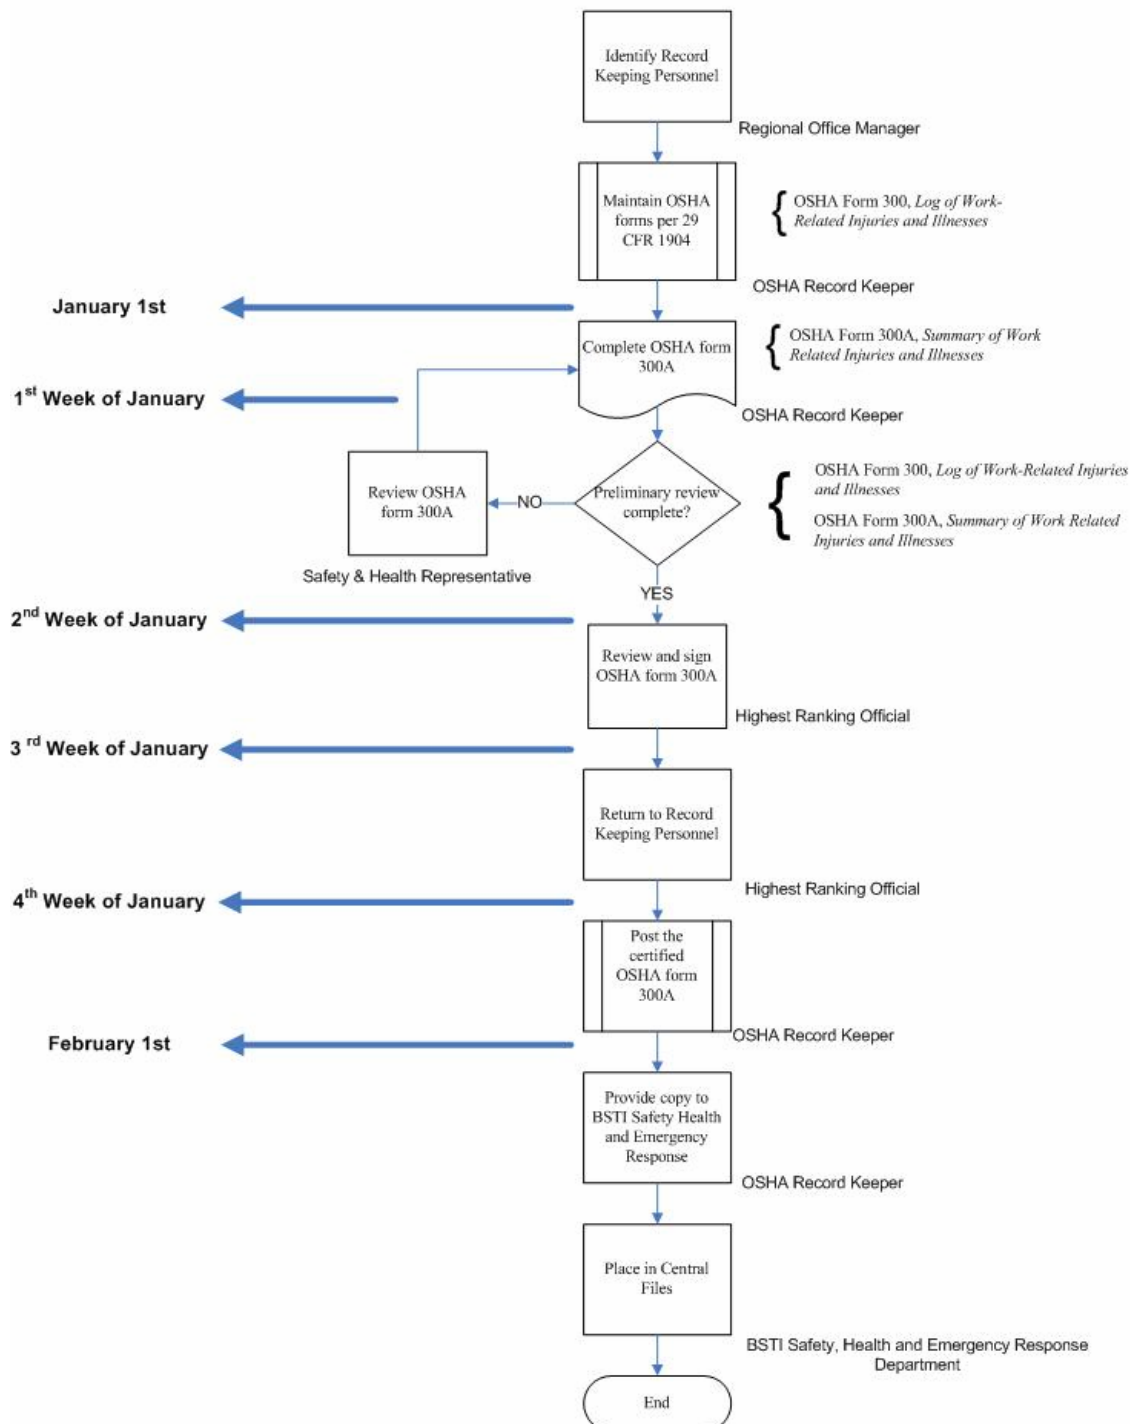 Identify Record
Keeping Personnel
Regional Office Manager
Maintain OSHA
forms per 29
CFR 1904
OSHA Form 300, Log of Work-
Related Injuries and Illnesses
OSHA Record Keeper
January 1st
Complete OSHA form
300A
OSHA Form 300A, Summary of Work
Related Injuries and Illnesses
OSHA Record Keeper
1st Week of January
Review OSHA
form 300A
Safety & Health Representative
NO
Preliminary review
complete?
OSHA Form 300, Log of Work-Related Injuries
and Illnesses
OSHA Form 300A, Summary of Work Related
Injuries and Illnesses
YES
2nd Week of January
Review and sign
OSHA form 300A
Highest Ranking Official
3 rd Week of January
Return to Record
Keeping Personnel
Highest Ranking Official
4th Week of January
Post the
certified
OSHA form
300A
OSHA Record Keeper
February 1st
Provide copy to
BSTI Safety Health
and Emergency
Response
OSHA Record Keeper
Place in Central
Files
BSTI Safety, Health and Emergency Response
Department
End